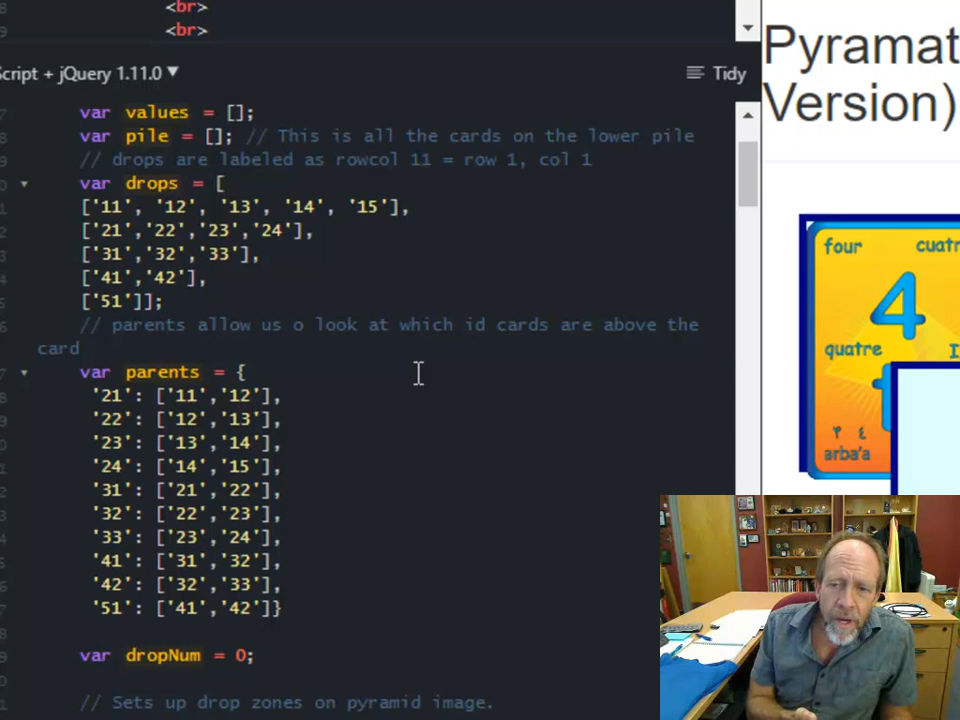 <br>
<br>
Script + jQuery 1.11.0 ▼
Tidy
var values = [];
var pile = []; // This is all the cards on the lower pile
// drops are labeled as rowcol 11 = row 1, col 1
var drops = [
['11', '12', '13', '14', '15'],
['21','22','23','24'],
['31','32','33'],
['41','42'],
['51']];
// parents allow us o look at which id cards are above the
card
var parents = {
'21': ['11','12'],
'22': ['12','13'],
'23': ['13','14'],
'24': ['14','15'],
'31': ['21','22'],
'32': ['22','23'],
'33': ['23','24'],
'41': ['31','32'],
'42': ['32','33'],
'51': ['41','42']}
var dropNum = 0;
// Sets up drop zones on pyramid image.
Pyramat
Version)
four cuatr
4
quatre
۴ ٤
arba'a